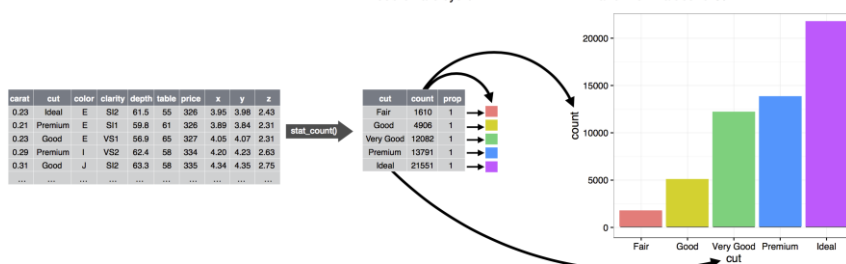 carat cut color clarity depth table price x y z
0.23 Ideal E SI2 61.5 55 326 3.95 3.98 2.43
0.21 Premium E SI1 59.8 61 326 3.89 3.84 2.31
0.23 Good E VS1 56.9 65 327 4.05 4.07 2.31
0.29 Premium I VS2 62.4 58 334 4.20 4.23 2.63
0.31 Good J SI2 63.3 58 335 4.34 4.35 2.75
... ... ... ... ... ... ... ... ... ...
stat_count()
cut count prop
Fair 1610 1
Good 4906 1
Very Good 12082 1
Premium 13791 1
Ideal 21551 1
count
20000
15000
10000
5000
0
Fair Good Very Good Premium Ideal
cut